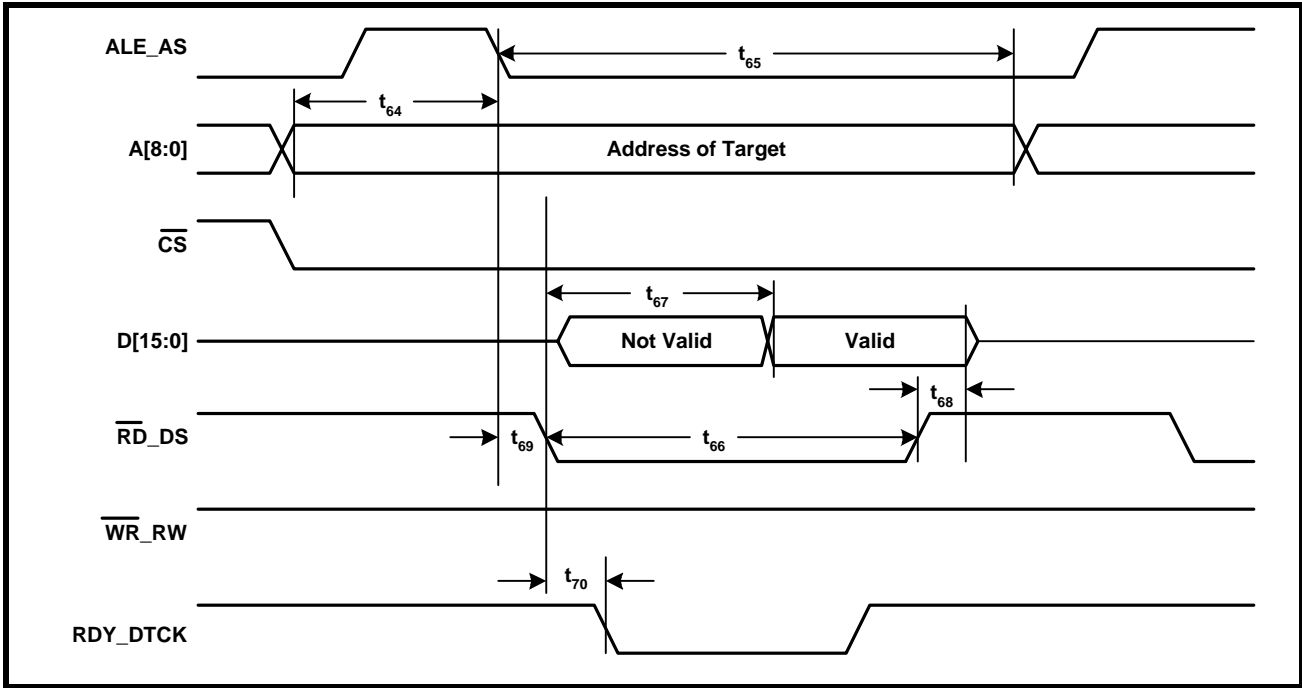 ALE_AS
t65
t64
A[8:0]
Address of Target
CS
t67
D[15:0]
Not Valid
Valid
t68
RD_DS
t69
t66
WR_RW
t70
RDY_DTCK